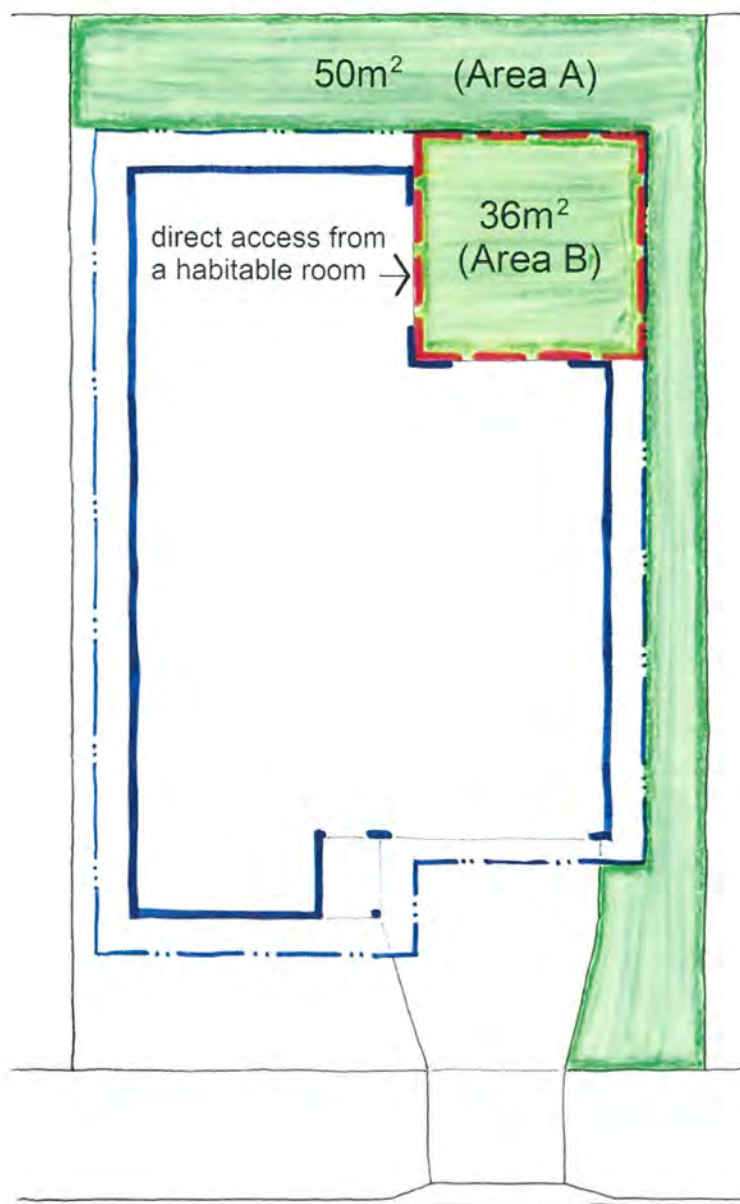 50m² (Area A)
36m²
(Area B)
direct access from
a habitable room